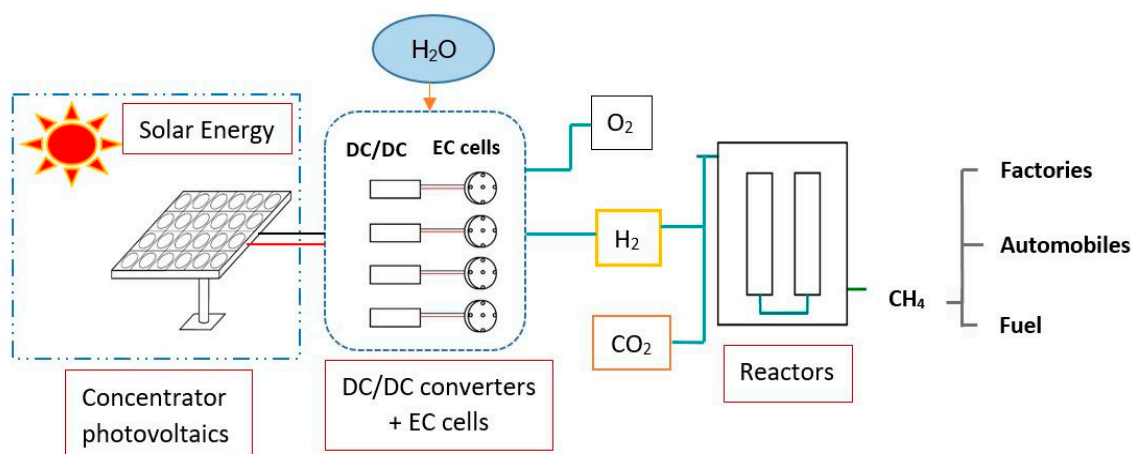 H₂O
Solar Energy
DC/DC EC cells
O₂
H₂
CO₂
CH₄
Factories
Automobiles
Fuel
Reactors
Concentrator
photovoltaics
DC/DC converters
+ EC cells